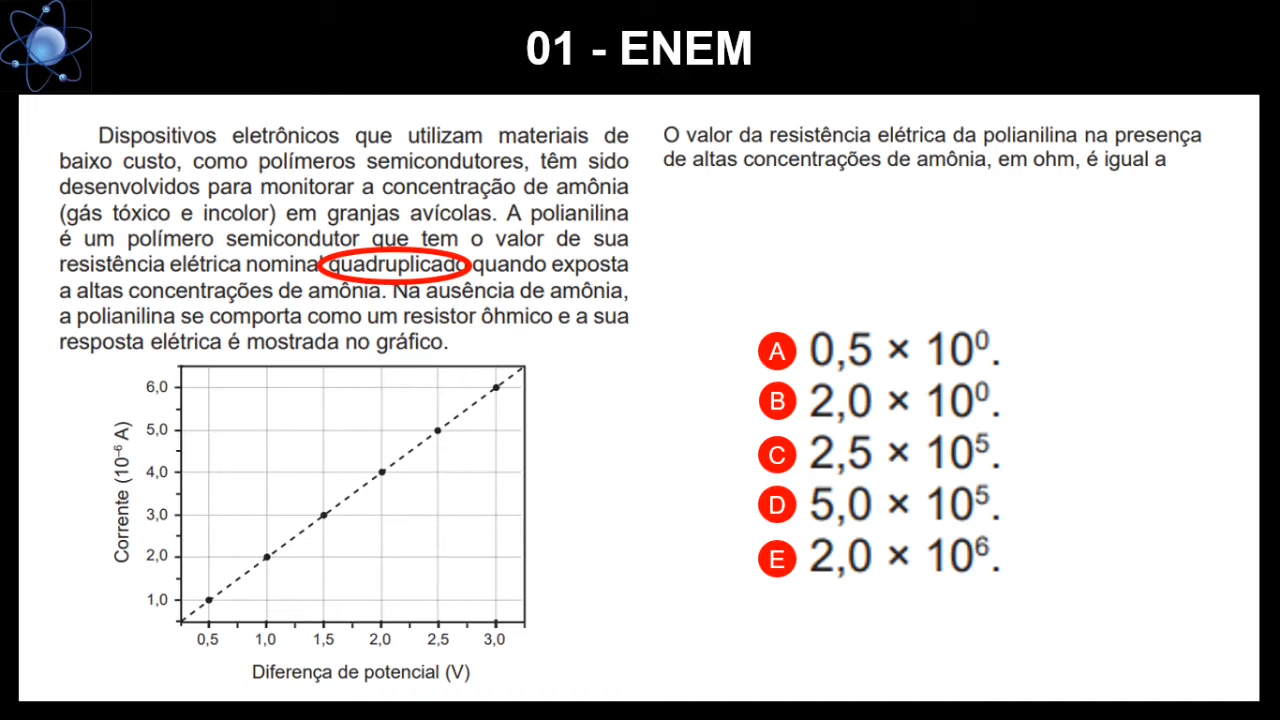 01 - ENEM
Dispositivos eletrônicos que utilizam materiais de
baixo custo, como polímeros semicondutores, têm sido
desenvolvidos para monitorar a concentração de amônia
(gás tóxico e incolor) em granjas avícolas. A polianilina
é um polímero semicondutor que tem o valor de sua
resistência elétrica nominal quadruplicado quando exposta
a altas concentrações de amônia. Na ausência de amônia,
a polianilina se comporta como um resistor ôhmico e a sua
resposta elétrica é mostrada no gráfico.
Corrente (10⁻⁶ A)
6,0
5,0
4,0
3,0
2,0
1,0
0,5 1,0 1,5 2,0 2,5 3,0
Diferença de potencial (V)
O valor da resistência elétrica da polianilina na presença
de altas concentrações de amônia, em ohm, é igual a
A 0,5 × 10⁰.
B 2,0 × 10⁰.
C 2,5 × 10⁵.
D 5,0 × 10⁵.
E 2,0 × 10⁶.